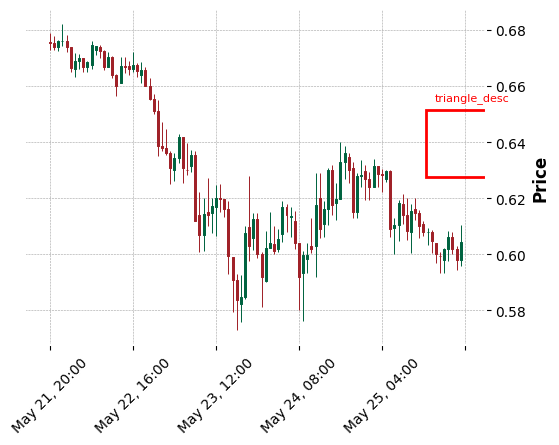 0.68
0.66
triangle_desc
0.64
0.62
0.60
0.58
Price
May 21, 20:00
May 22, 16:00
May 23, 12:00
May 24, 08:00
May 25, 04:00